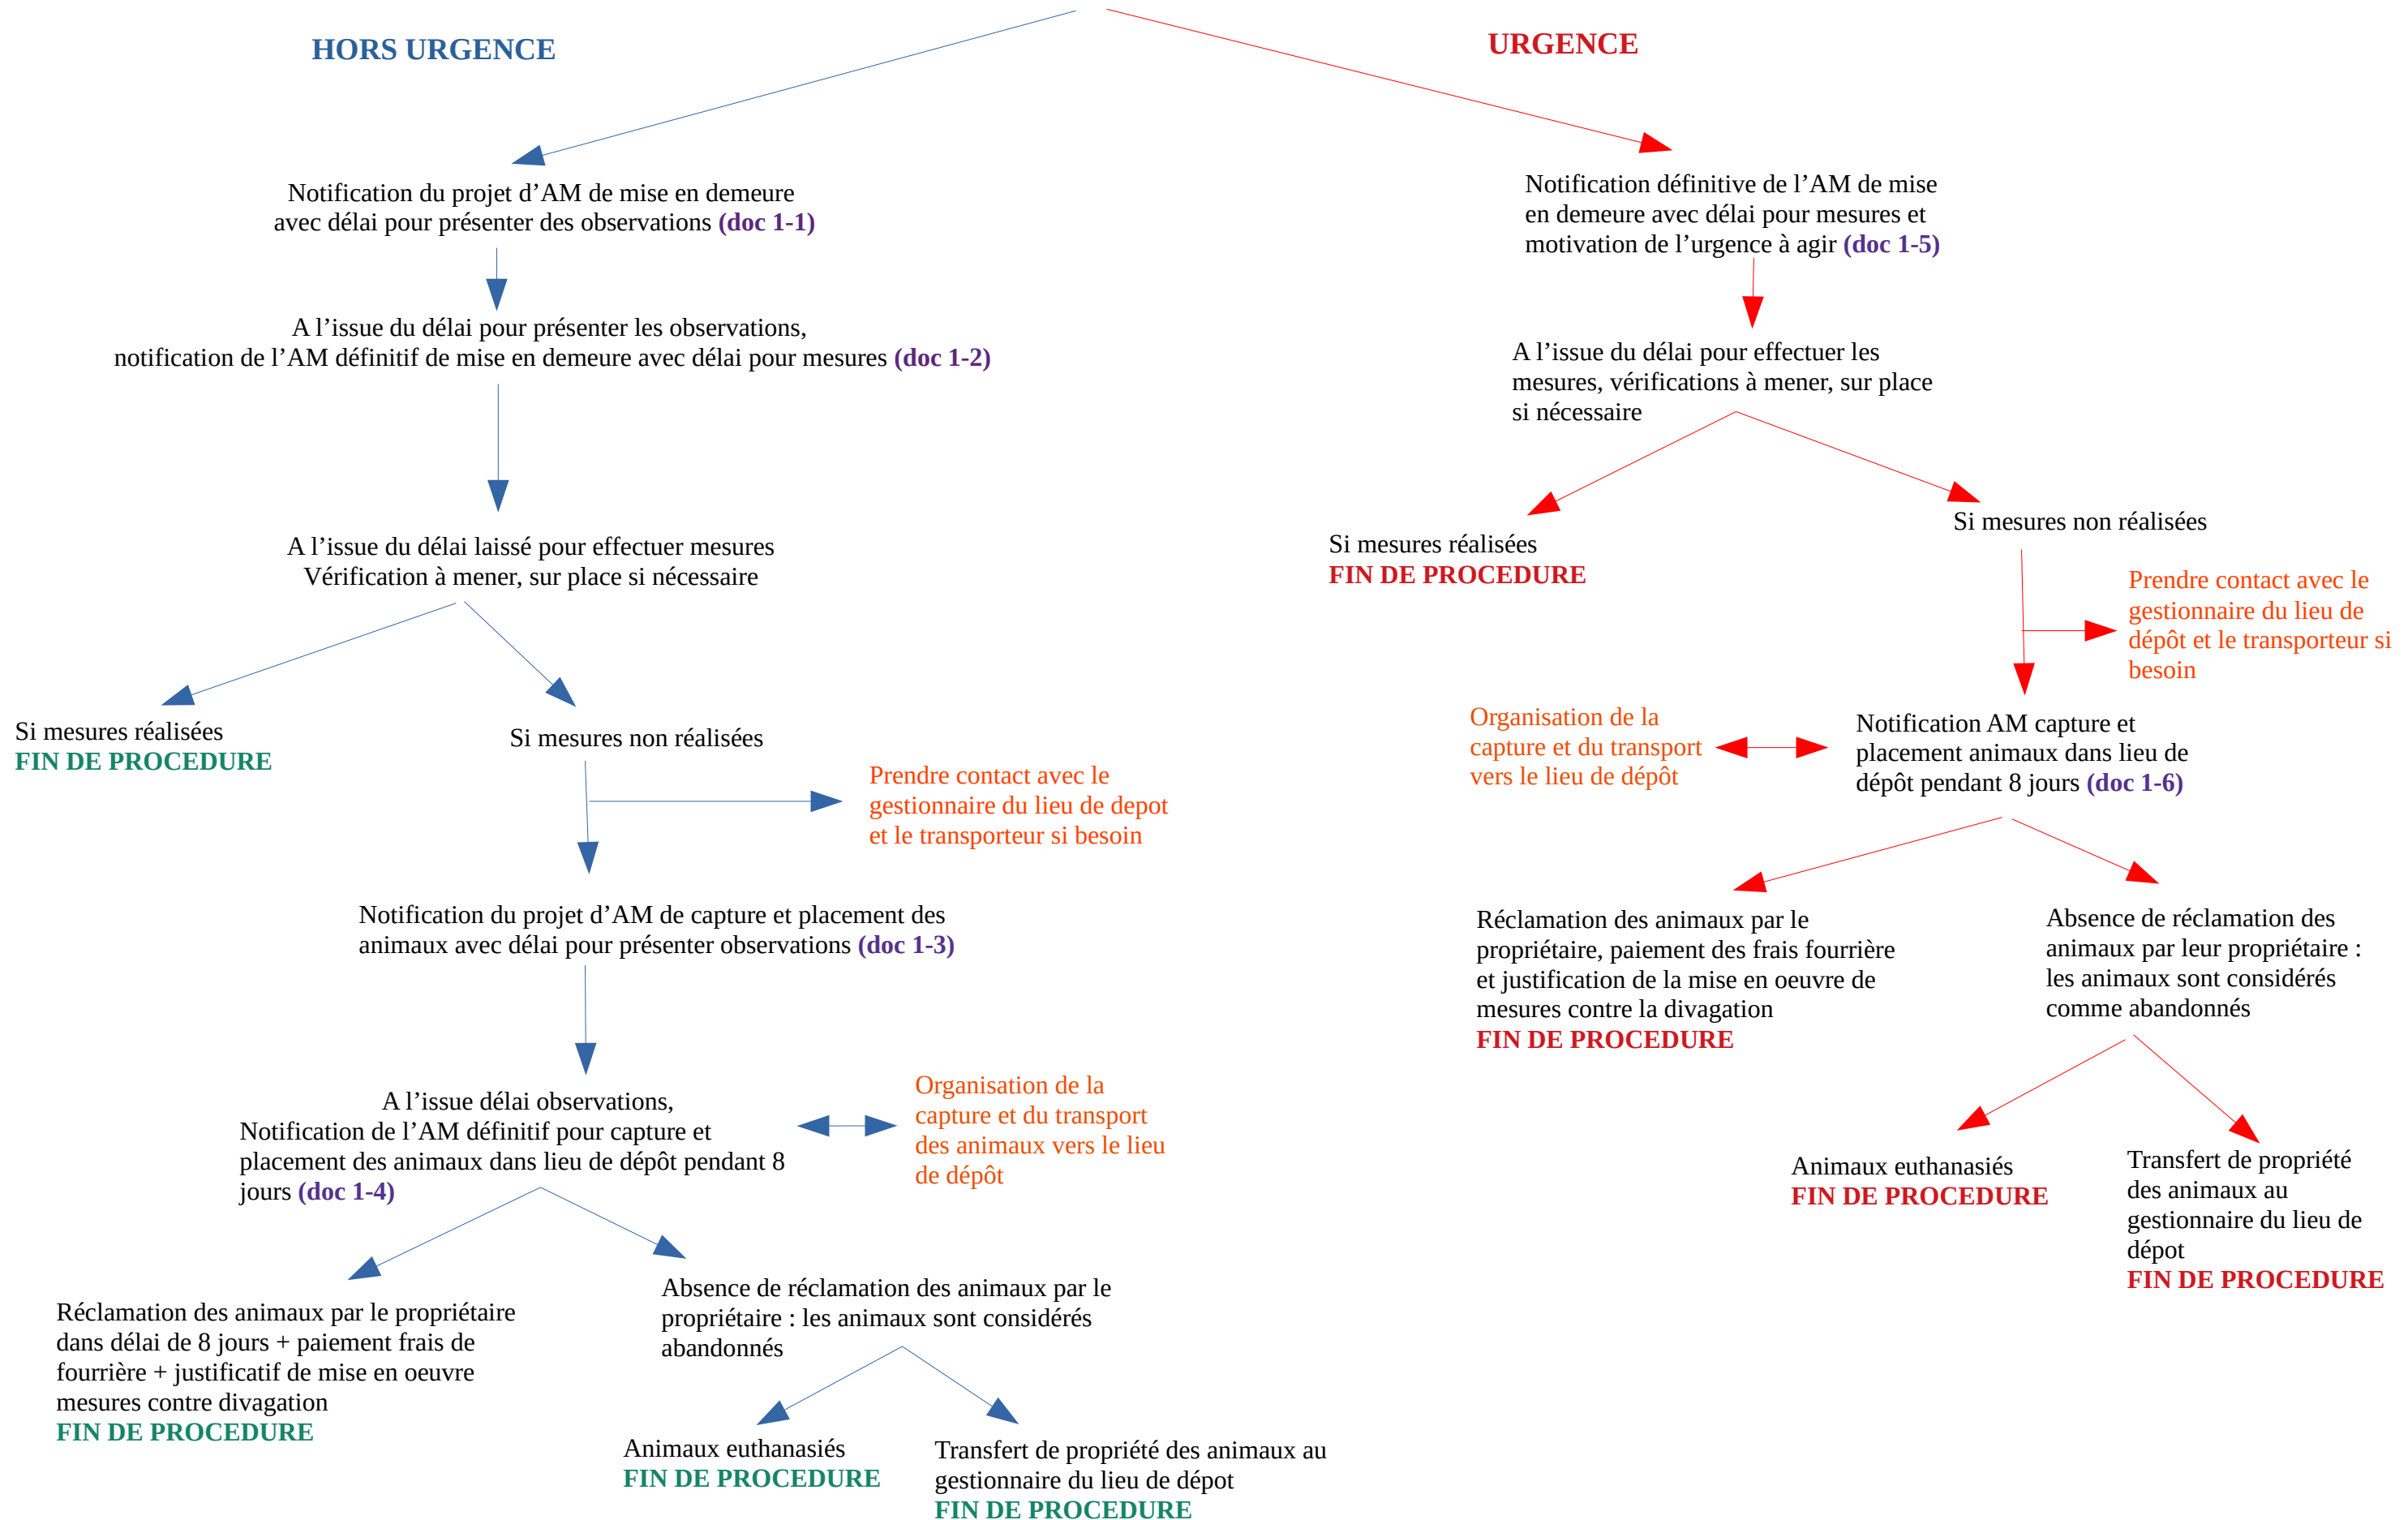 HORS URGENCE
Notification du projet d’AM de mise en demeure
avec délai pour présenter des observations (doc 1-1)
A l’issue du délai pour présenter les observations,
notification de l’AM définitif de mise en demeure avec délai pour mesures (doc 1-2)
A l’issue du délai laissé pour effectuer mesures
Vérification à mener, sur place si nécessaire
Si mesures réalisées
FIN DE PROCEDURE
Si mesures non réalisées
Prendre contact avec le
gestionnaire du lieu de depot
et le transporteur si besoin
Notification du projet d’AM de capture et placement des
animaux avec délai pour présenter observations (doc 1-3)
A l’issue délai observations,
Notification de l’AM définitif pour capture et
placement des animaux dans lieu de dépôt pendant 8
jours (doc 1-4)
Organisation de la
capture et du transport
des animaux vers le lieu
de dépôt
Réclamation des animaux par le propriétaire
dans délai de 8 jours + paiement frais de
fourrière + justificatif de mise en oeuvre
mesures contre divagation
FIN DE PROCEDURE
Absence de réclamation des animaux par le
propriétaire : les animaux sont considérés
abandonnés
Animaux euthanasiés
FIN DE PROCEDURE
Transfert de propriété des animaux au
gestionnaire du lieu de dépot
FIN DE PROCEDURE
URGENCE
Notification définitive de l’AM de mise
en demeure avec délai pour mesures et
motivation de l’urgence à agir (doc 1-5)
A l’issue du délai pour effectuer les
mesures, vérifications à mener, sur place
si nécessaire
Si mesures réalisées
FIN DE PROCEDURE
Si mesures non réalisées
Prendre contact avec le
gestionnaire du lieu de
dépôt et le transporteur si
besoin
Organisation de la
capture et du transport
vers le lieu de dépôt
Notification AM capture et
placement animaux dans lieu de
dépôt pendant 8 jours (doc 1-6)
Réclamation des animaux par le
propriétaire, paiement des frais fourrière
et justification de la mise en oeuvre de
mesures contre la divagation
FIN DE PROCEDURE
Absence de réclamation des
animaux par leur propriétaire :
les animaux sont considérés
comme abandonnés
Animaux euthanasiés
FIN DE PROCEDURE
Transfert de propriété
des animaux au
gestionnaire du lieu de
dépot
FIN DE PROCEDURE